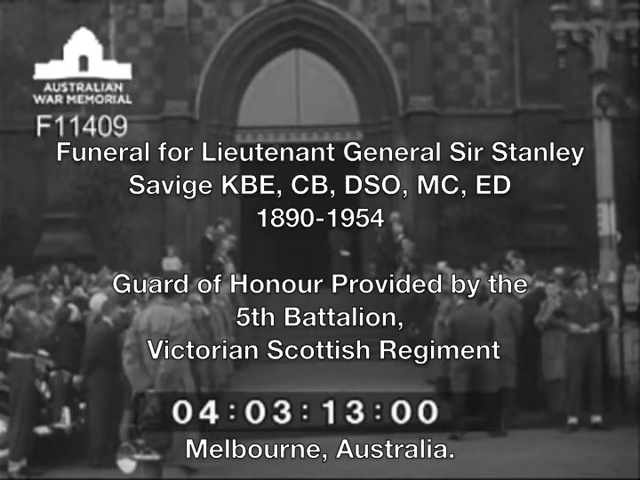 AUSTRALIAN
WAR MEMORIAL
F11409
Funeral for Lieutenant General Sir Stanley
Savige KBE, CB, DSO, MC, ED
1890-1954
Guard of Honour Provided by the
5th Battalion,
Victorian Scottish Regiment
04:03:13:00
Melbourne, Australia.